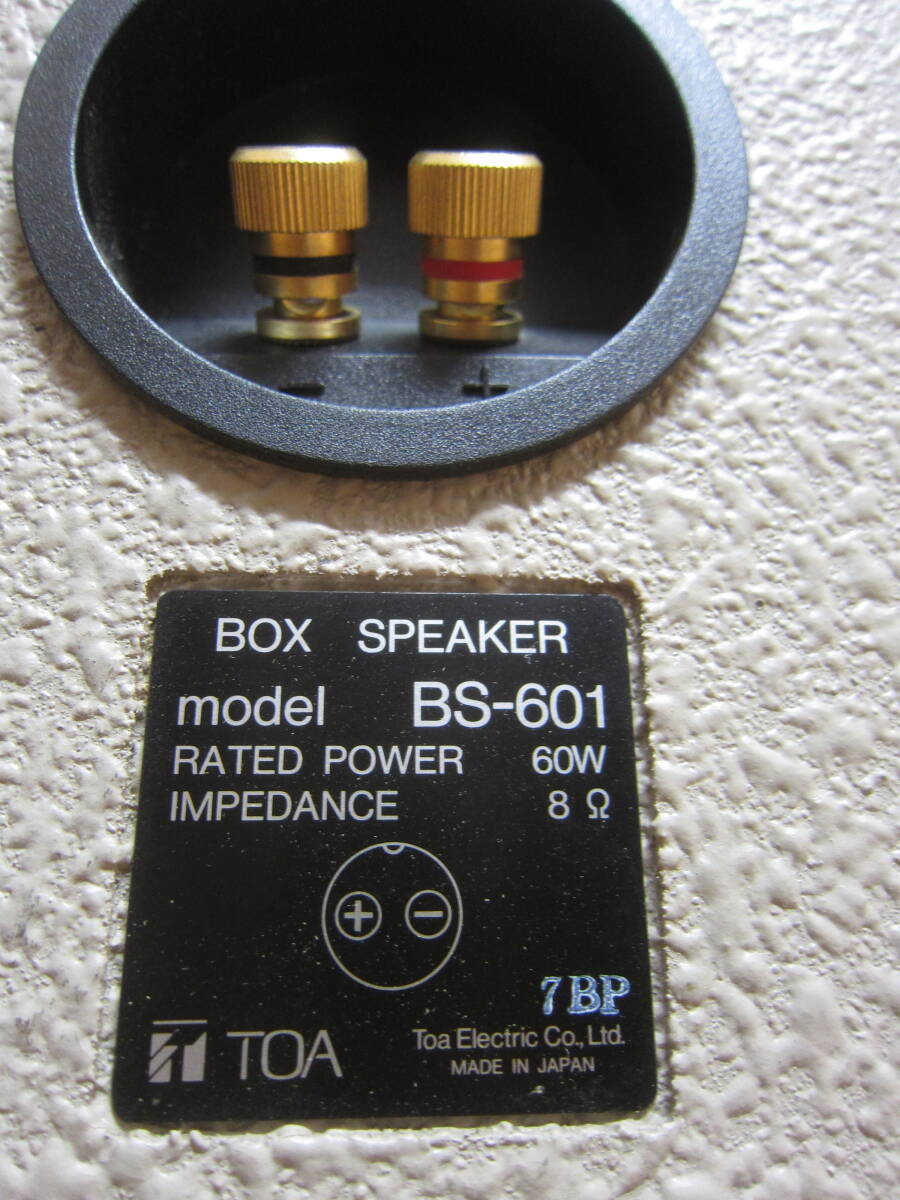 - +
BOX SPEAKER
model BS-601
RATED POWER 60W
IMPEDANCE 8 Ω
+ -
7BP
TOA Toa Electric Co., Ltd.
MADE IN JAPAN